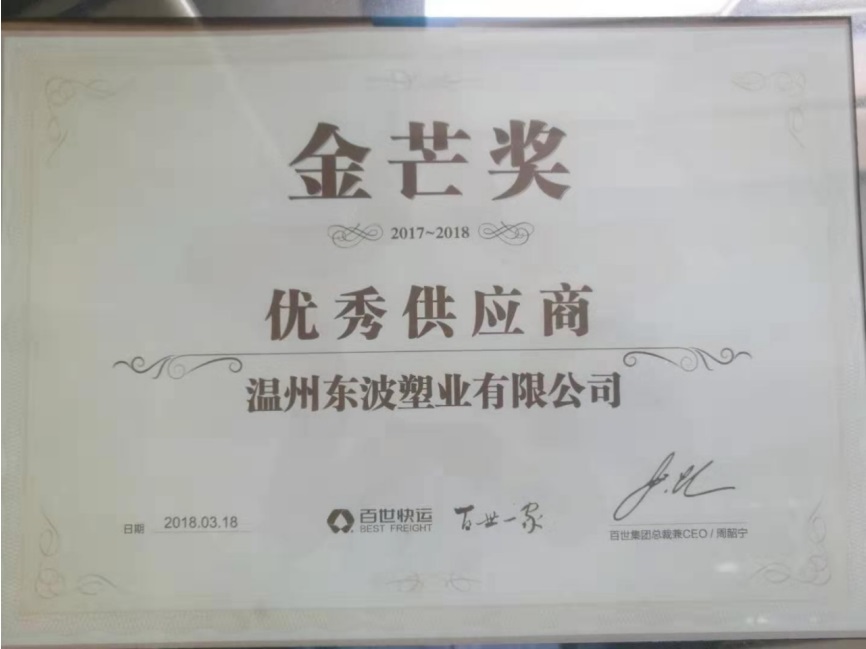 金芒奖
2017~2018
优秀供应商
温州东波塑业有限公司
日期 2018.03.18
百世快运
BEST FREIGHT
百世一家
百世集团总裁兼CEO / 周韶宁